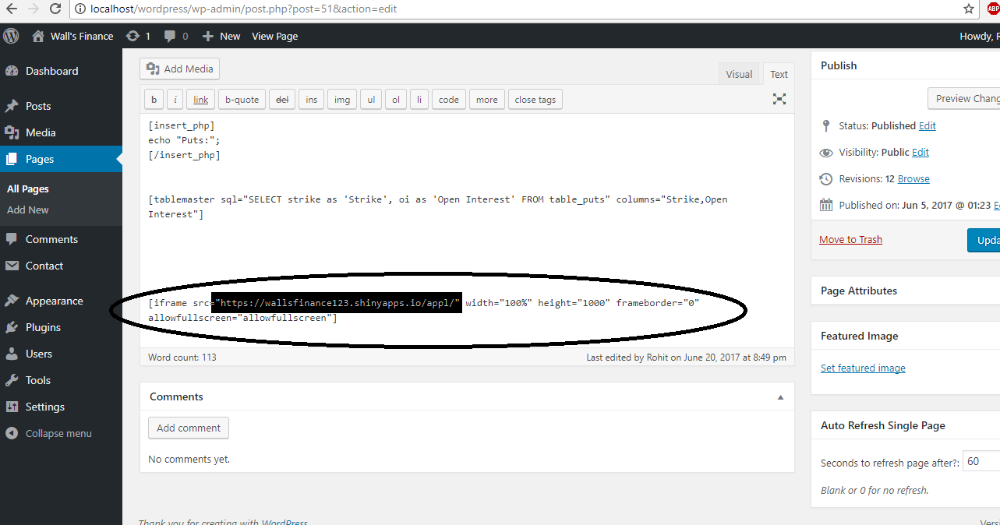 localhost/wordpress/wp-admin/post.php?post=51&action=edit
ABP
Wall's Finance 1 0 New View Page
Howdy, R
Dashboard
Posts
Media
Pages
All Pages
Add New
Comments
Contact
Appearance
Plugins
Users
Tools
Settings
Collapse menu
Add Media
Visual Text
b i link b-quote del ins img ul ol li code more close tags
[insert_php]
echo "Puts:";
[/insert_php]
[tablemaster sql="SELECT strike as 'Strike', oi as 'Open Interest' FROM table_puts" columns="Strike,Open
Interest"]
[iframe src="https://wallsfinance123.shinyapps.io/appl/" width="100%" height="1000" frameborder="0"
allowfullscreen="allowfullscreen"]
Word count: 113
Last edited by Rohit on June 20, 2017 at 8:49 pm
Comments
Add comment
No comments yet.
Thank you for creating with WordPress
Publish
Preview Chang
Status: Published Edit
Visibility: Public Edit
Revisions: 12 Browse
Published on: Jun 5, 2017 @ 01:23 E
Move to Trash
Upda
Page Attributes
Featured Image
Set featured image
Auto Refresh Single Page
Seconds to refresh page after?: 60
Blank or 0 for no refresh.
Versi